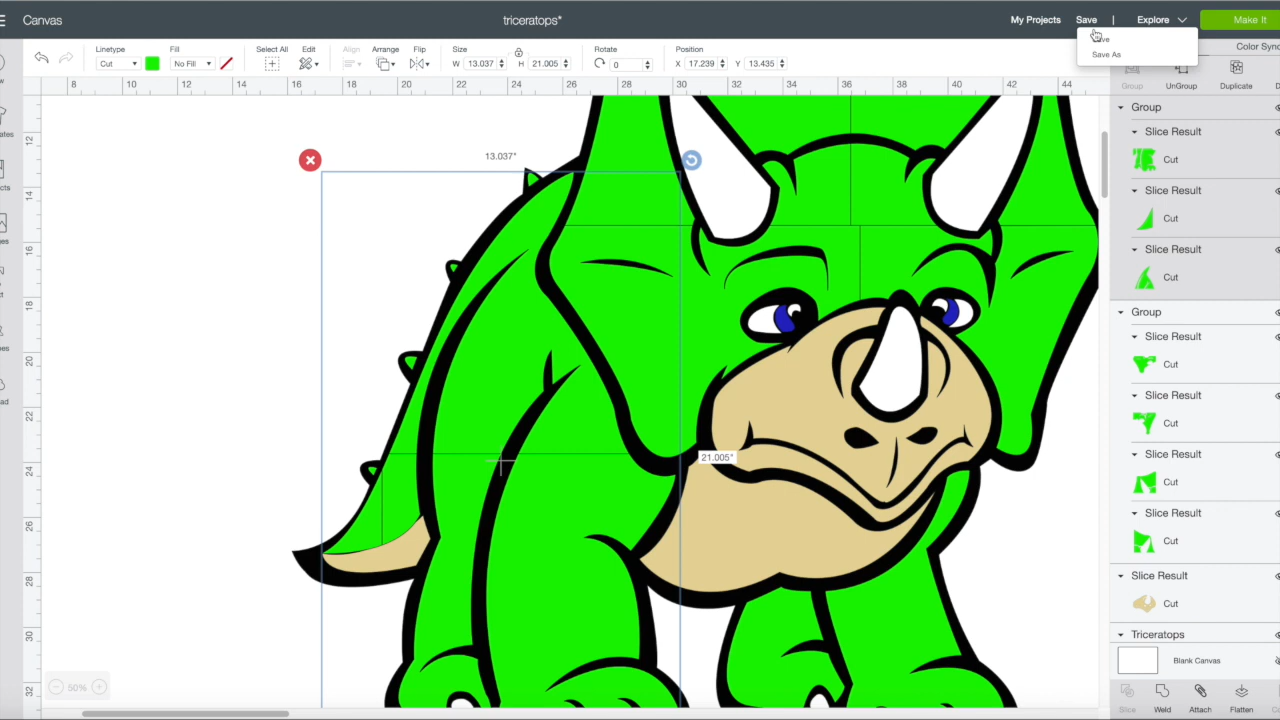 Canvas
triceratops*
My Projects Save | Explore Make It
Save As
Linetype Fill Select All Edit Align Arrange Flip Size Rotate Position
Cut No Fill W 13.037 H 21.005 0 X 17.239 Y 13.435
Color Sync
Group UnGroup Duplicate
8 10 12 14 16 18 20 22 24 26 28 30 32 34 36 38 40 42 44
12
14
16
18
20
22
24
26
28
30
32
13.037"
21.005"
50%
Group
Slice Result
Cut
Slice Result
Cut
Slice Result
Cut
Group
Slice Result
Cut
Slice Result
Cut
Slice Result
Cut
Slice Result
Cut
Slice Result
Cut
Triceratops
Blank Canvas
Slice Weld Attach Flatten